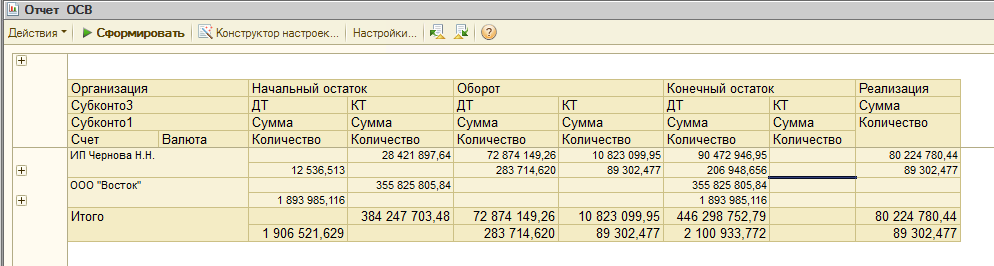 Отчет ОСВ
Действия Сформировать Конструктор настроек... Настройки...
Организация Начальный остаток Оборот Конечный остаток Реализация
Субконто3 ДТ КТ ДТ КТ ДТ КТ Сумма
Субконто1 Сумма Сумма Сумма Сумма Сумма Сумма Количество
Счет Валюта Количество Количество Количество Количество Количество Количество
ИП Чернова Н.Н. 28 421 897,64 72 874 149,26 10 823 099,95 90 472 946,95 80 224 780,44
12 536,513 283 714,620 89 302,477 206 948,656 89 302,477
ООО "Восток" 355 825 805,84 355 825 805,84
1 893 985,116 1 893 985,116
Итого 384 247 703,48 72 874 149,26 10 823 099,95 446 298 752,79 80 224 780,44
1 906 521,629 283 714,620 89 302,477 2 100 933,772 89 302,477